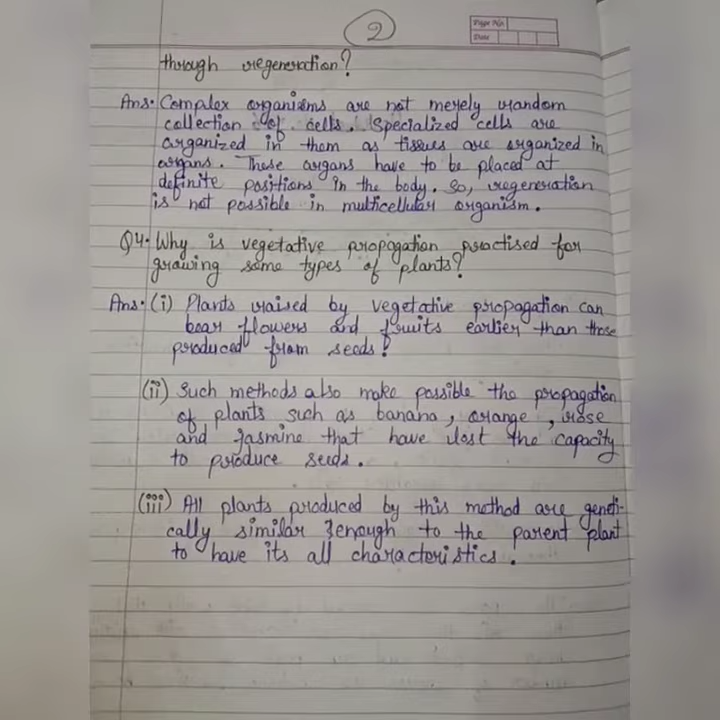 2
Page No.
Date
through regeneration?
Ans. Complex organisms are not merely random
collection of cells. Specialized cells are
organized in them as tissues are organized in
organs. These organs have to be placed at
definite positions in the body. So, regeneration
is not possible in multicellular organism.
Q4. Why is vegetative propagation practised for
growing some types of plants?
Ans. (i) Plants raised by vegetative propagation can
bear flowers and fruits earlier than those
produced from seeds!
(ii) Such methods also make possible the propagation
of plants such as banana, orange, rose
and Jasmine that have lost the capacity
to produce seeds.
(iii) All plants produced by this method are geneti-
cally similar enough to the parent plant
to have its all characteristics.